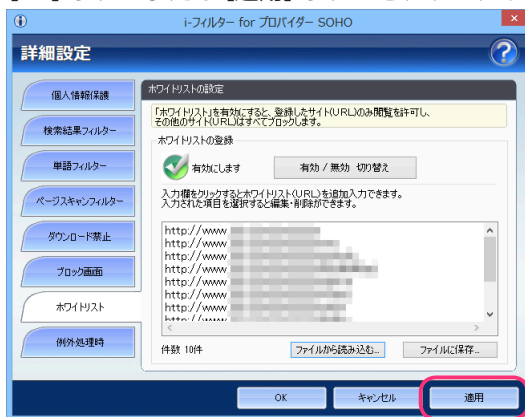 i-フィルター for プロバイダー SOHO
詳細設定
個人情報保護
検索結果フィルター
単語フィルター
ページスキャンフィルター
ダウンロード禁止
ブロック画面
ホワイトリスト
例外処理時
ホワイトリストの設定
「ホワイトリスト」を有効にすると、登録したサイト(URL)のみ閲覧を許可し、
その他のサイト(URL)はすべてブロックします。
ホワイトリストの登録
有効にします
有効 / 無効 切り替え
入力欄をクリックするとホワイトリスト(URL)を追加入力できます。
入力された項目を選択すると編集・削除ができます。
http://www
http://www
http://www
http://www
http://www
http://www
http://www
件数 10件
ファイルから読み込む...
ファイルに保存...
OK
キャンセル
適用